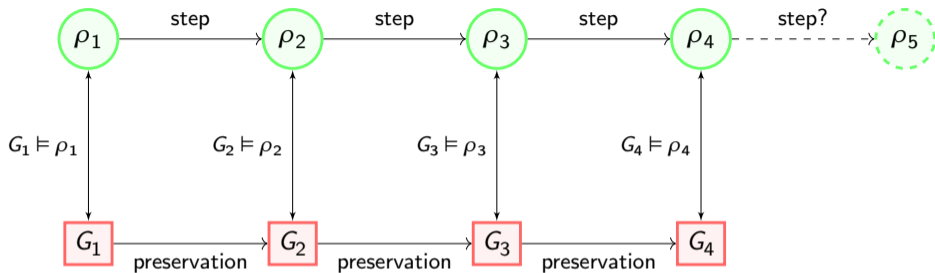 step step step step?
ρ₁ ρ₂ ρ₃ ρ₄ ρ₅
G₁ ⊨ ρ₁ G₂ ⊨ ρ₂ G₃ ⊨ ρ₃ G₄ ⊨ ρ₄
G₁ G₂ G₃ G₄
preservation preservation preservation